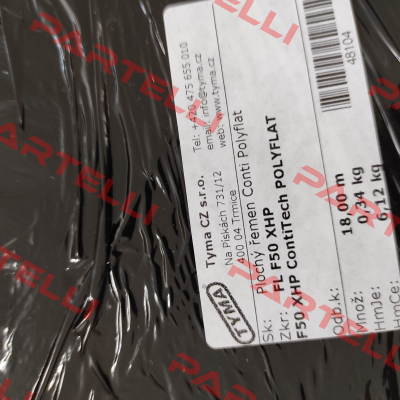 Tyma CZ s.r.o.
Na Pískách 731/12
400 04 Trmice
Tel: +420 475 655 010
email: info@tyma.cz
web: www.tyma.cz
TYMA
Plochý řemen Conti Polyflat
Sk: FL F50 XHP
Zkr:
F50 XHP ContiTech POLYFLAT
Odb.k:
Množ: 18,00 m
HmJe: 0,34 kg
HmCe: 6,12 kg
48104
PARTELLI
PARTELLI
PARTELLI